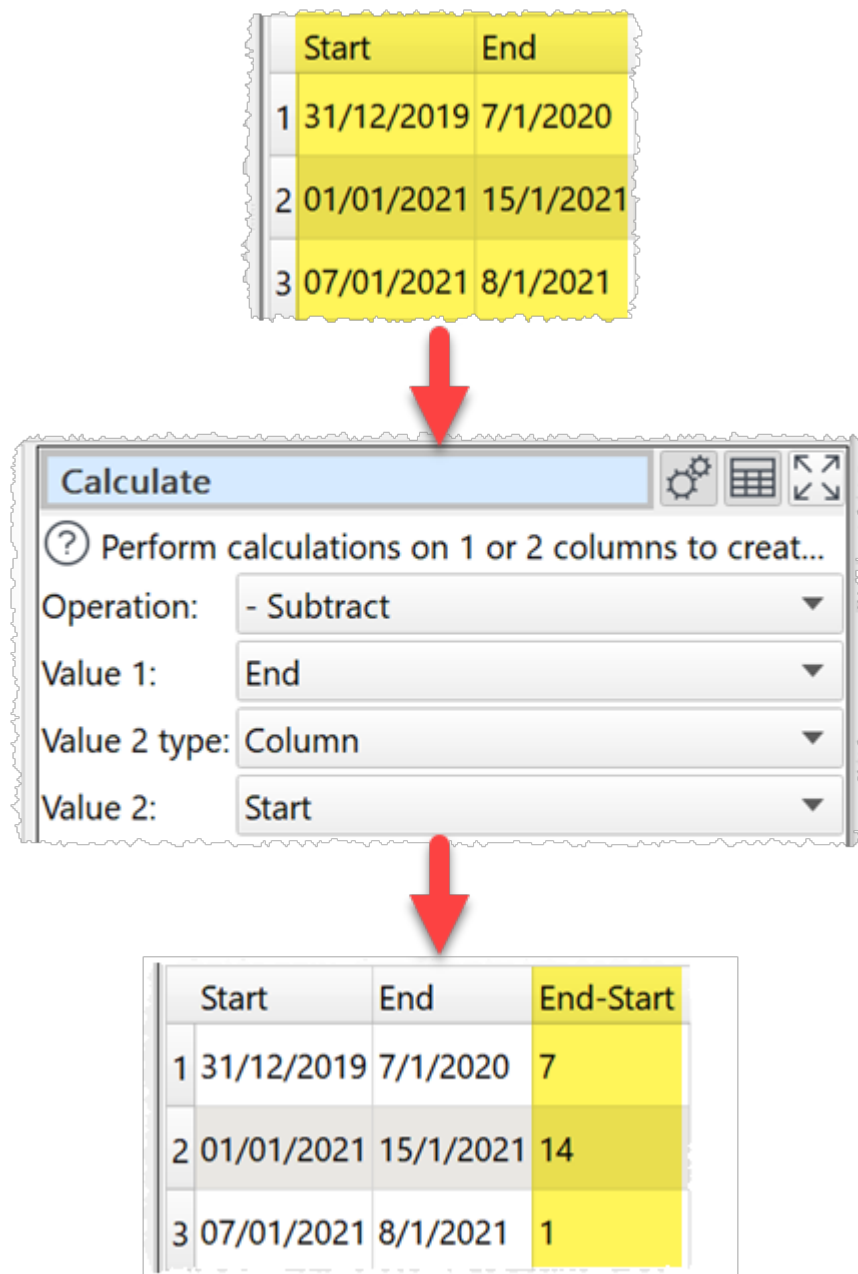 Start End
1 31/12/2019 7/1/2020
2 01/01/2021 15/1/2021
3 07/01/2021 8/1/2021
Calculate
? Perform calculations on 1 or 2 columns to creat...
Operation: - Subtract
Value 1: End
Value 2 type: Column
Value 2: Start
Start End End-Start
1 31/12/2019 7/1/2020 7
2 01/01/2021 15/1/2021 14
3 07/01/2021 8/1/2021 1